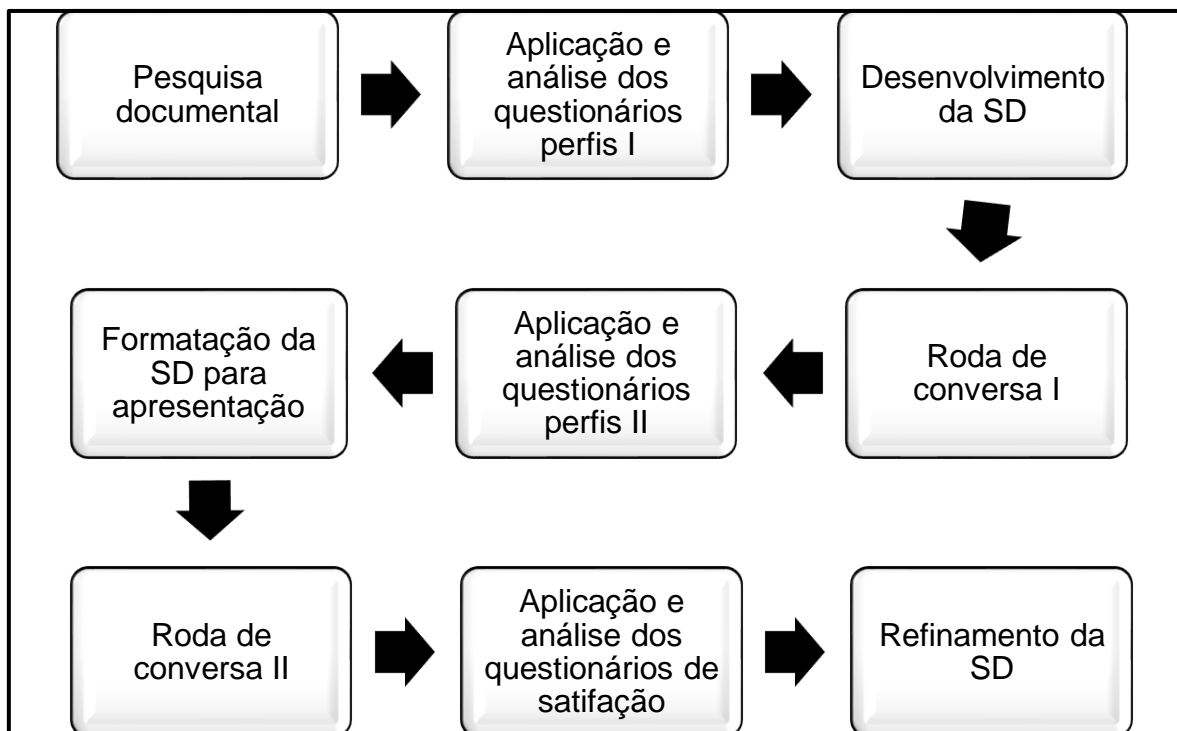 Pesquisa
documental
Aplicação e
análise dos
questionários
perfis I
Desenvolvimento
da SD
Roda de
conversa I
Aplicação e
análise dos
questionários
perfis II
Formatação da
SD para
apresentação
Roda de
conversa II
Aplicação e
análise dos
questionários de
satifação
Refinamento da
SD